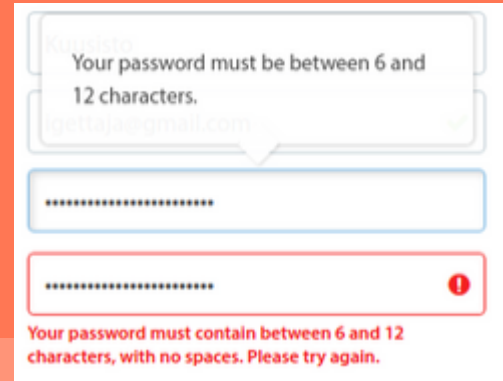 Kuusisto
Your password must be between 6 and
12 characters.
igettaja@gmail.com
Your password must contain between 6 and 12
characters, with no spaces. Please try again.